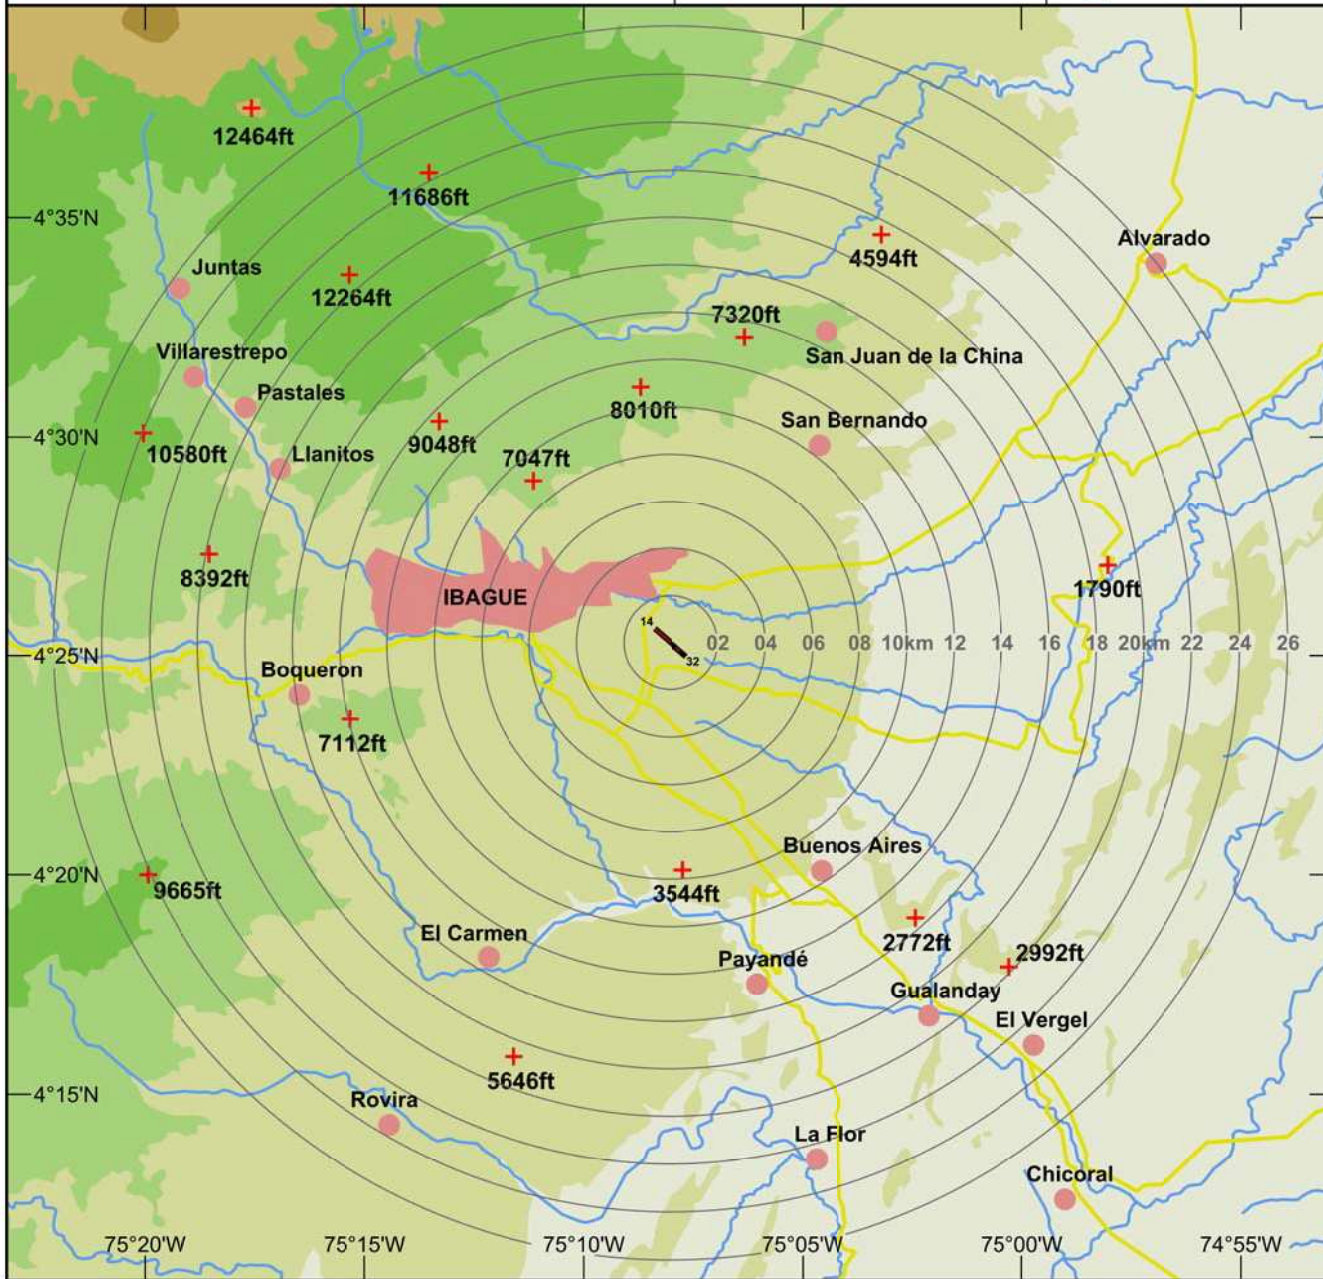 12464ft
11686ft
4°35'N
Alvarado
4594ft
Juntas
12264ft
7320ft
Villarestrepo
San Juan de la China
Pastales
8010ft
San Bernando
4°30'N
9048ft
10580ft
Llanitos
7047ft
8392ft
1790ft
IBAGUE
14
02 04 06 08 10km 12 14 16 18 20km 22 24 26
4°25'N
32
Boqueron
7112ft
Buenos Aires
4°20'N
9665ft
3544ft
El Carmen
2772ft
2992ft
Payandé
Gualanday
El Vergel
5646ft
4°15'N
Rovira
La Flor
Chicoral
75°20'W 75°15'W 75°10'W 75°05'W 75°00'W 74°55'W